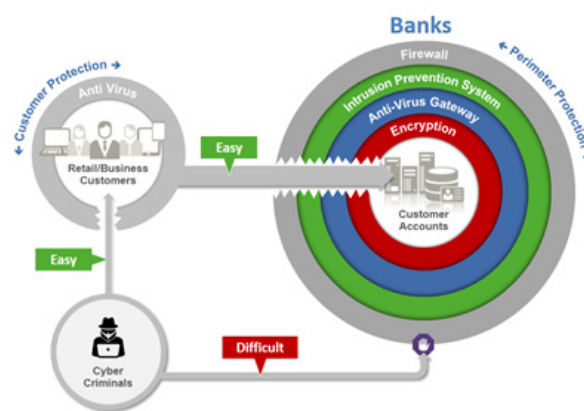 Banks
Firewall
Intrusion Prevention System
Anti-Virus Gateway
Encryption
Customer
Accounts
← Perimeter Protection →
← Customer Protection →
Anti Virus
Retail/Business
Customers
Easy
Easy
Cyber
Criminals
Difficult